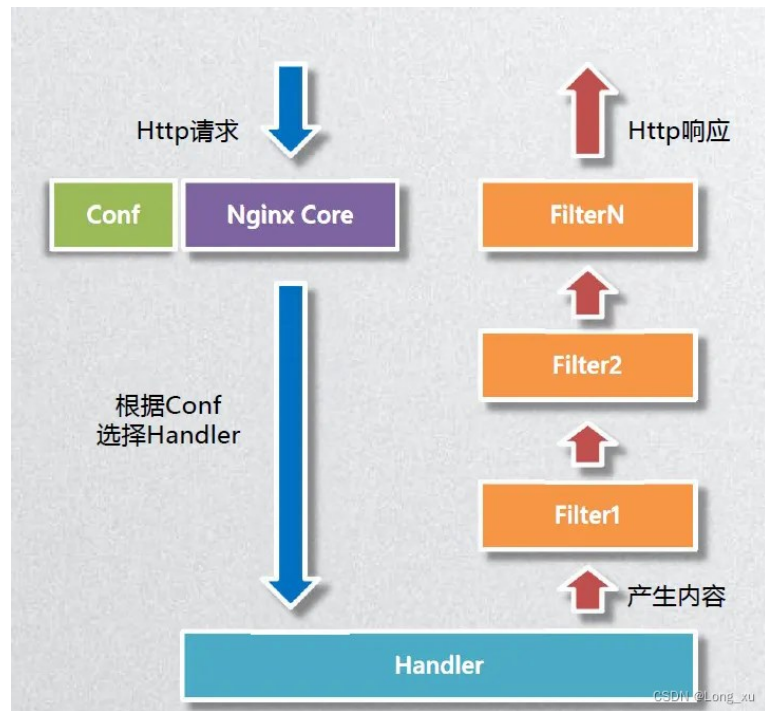 Http请求
Http响应
Conf
Nginx Core
FilterN
Filter2
根据Conf
选择Handler
Filter1
产生内容
Handler
CSDN @Long_xu